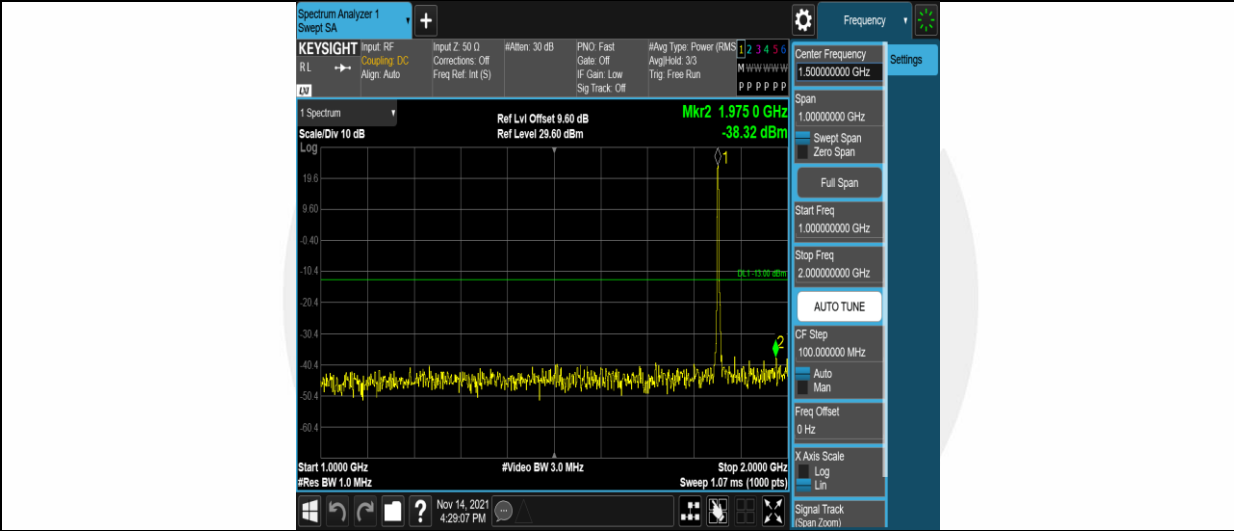 Spectrum Analyzer 1
Swept SA
Frequency
KEYSIGHT
RL
LXI
Input: RF
Coupling: DC
Align: Auto
Input Z: 50 Ω
Corrections: Off
Freq Ref: Int (S)
#Atten: 30 dB
PNO: Fast
Gate: Off
IF Gain: Low
Sig Track: Off
#Avg Type: Power (RMS
Avg|Hold: 3/3
Trig: Free Run
1 2 3 4 5 6
M W W W W W
P P P P P P
Center Frequency
1.500000000 GHz
Settings
Span
1.00000000 GHz
Swept Span
Zero Span
Full Span
Start Freq
1.000000000 GHz
Stop Freq
2.000000000 GHz
AUTO TUNE
CF Step
100.000000 MHz
Auto
Man
Freq Offset
0 Hz
X Axis Scale
Log
Lin
Signal Track
(Span Zoom)
1 Spectrum
Scale/Div 10 dB
Ref Lvl Offset 9.60 dB
Ref Level 29.60 dBm
Mkr2 1.975 0 GHz
-38.32 dBm
Log
19.6
9.60
-0.40
-10.4
-20.4
-30.4
-40.4
-50.4
-60.4
1
DL1 -13.00 dBm
2
Start 1.0000 GHz
#Res BW 1.0 MHz
#Video BW 3.0 MHz
Stop 2.0000 GHz
Sweep 1.07 ms (1000 pts)
?
Nov 14, 2021
4:29:07 PM